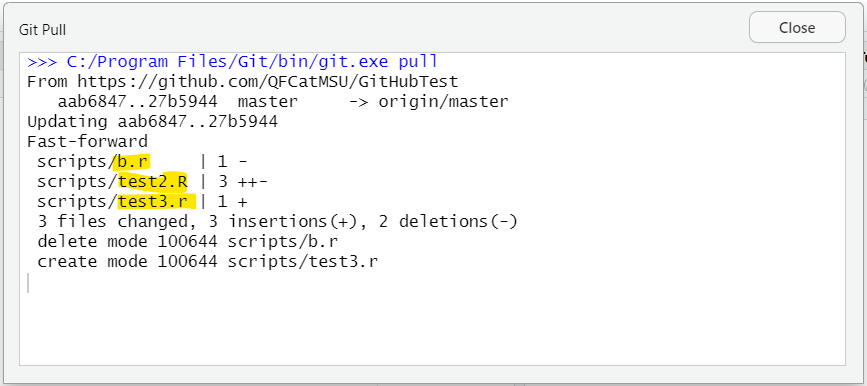 Git Pull
Close
>>> C:/Program Files/Git/bin/git.exe pull
From https://github.com/QFCatMSU/GitHubTest
   aab6847..27b5944  master     -> origin/master
Updating aab6847..27b5944
Fast-forward
 scripts/b.r     | 1 -
 scripts/test2.R | 3 ++-
 scripts/test3.r | 1 +
 3 files changed, 3 insertions(+), 2 deletions(-)
 delete mode 100644 scripts/b.r
 create mode 100644 scripts/test3.r